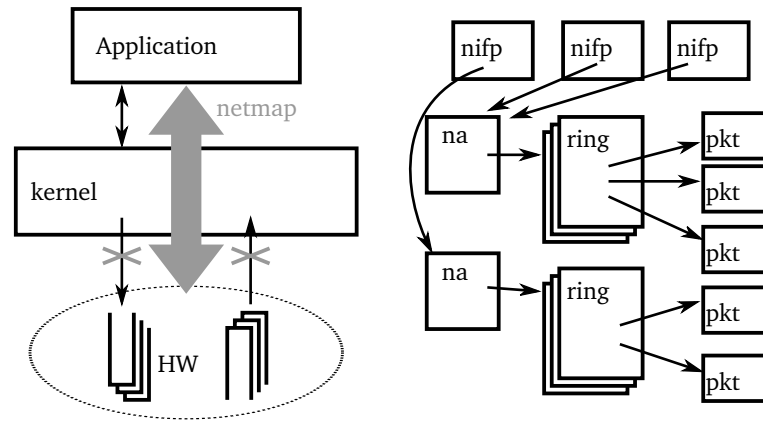 Application
netmap
kernel
HW
nifp
nifp
nifp
na
ring
pkt
pkt
pkt
na
ring
pkt
pkt